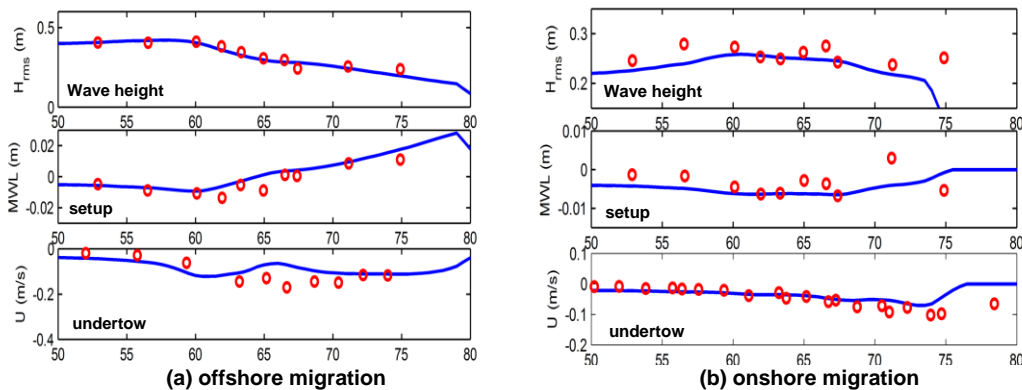 0.5
0
H_rms (m)
Wave height
50 55 60 65 70 75 80
0.02
0
-0.02
MWL (m)
setup
50 55 60 65 70 75 80
0
-0.2
-0.4
U (m/s)
undertow
50 55 60 65 70 75 80
(a) offshore migration
0.3
0.2
H_rms (m)
Wave height
50 55 60 65 70 75 80
0.01
0
-0.01
MWL (m)
setup
50 55 60 65 70 75 80
0.1
0
-0.1
-0.2
U (m/s)
undertow
50 55 60 65 70 75 80
(b) onshore migration